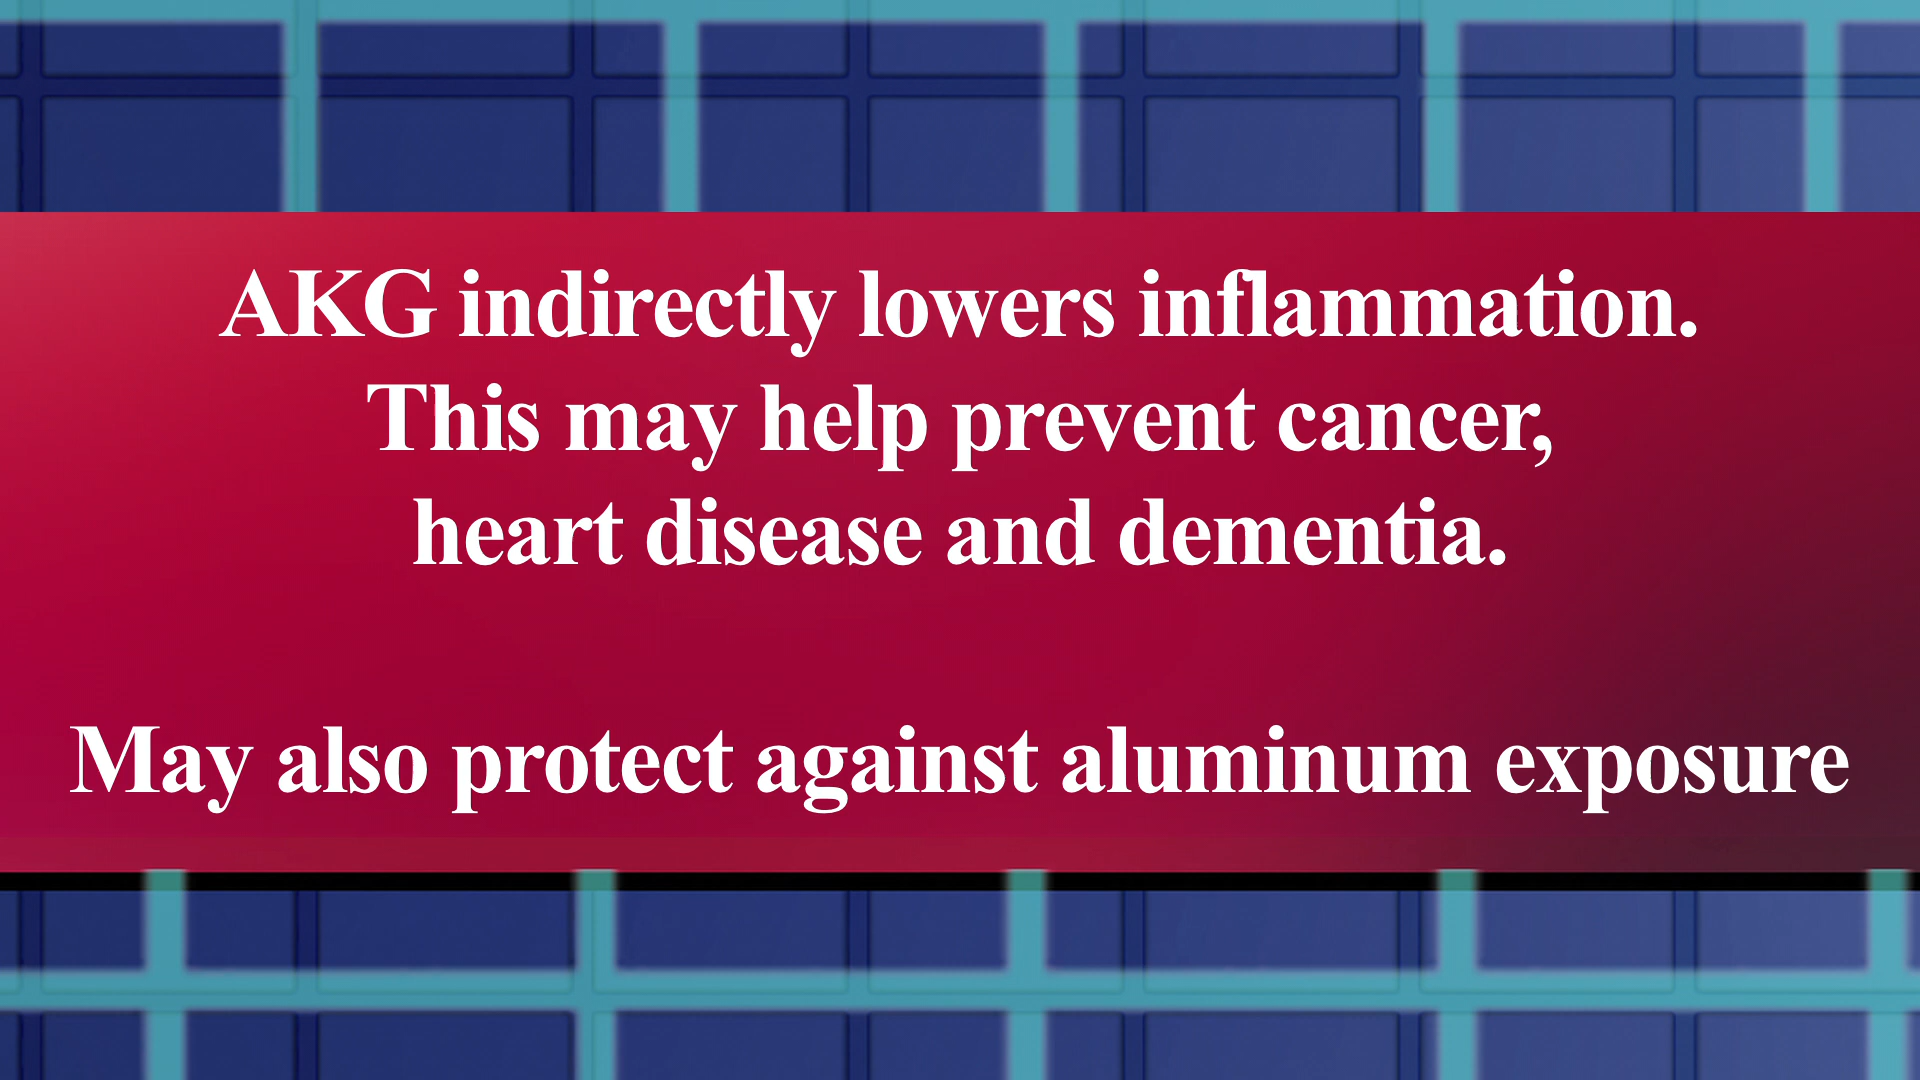 AKG indirectly lowers inflammation.
This may help prevent cancer,
heart disease and dementia.
May also protect against aluminum exposure